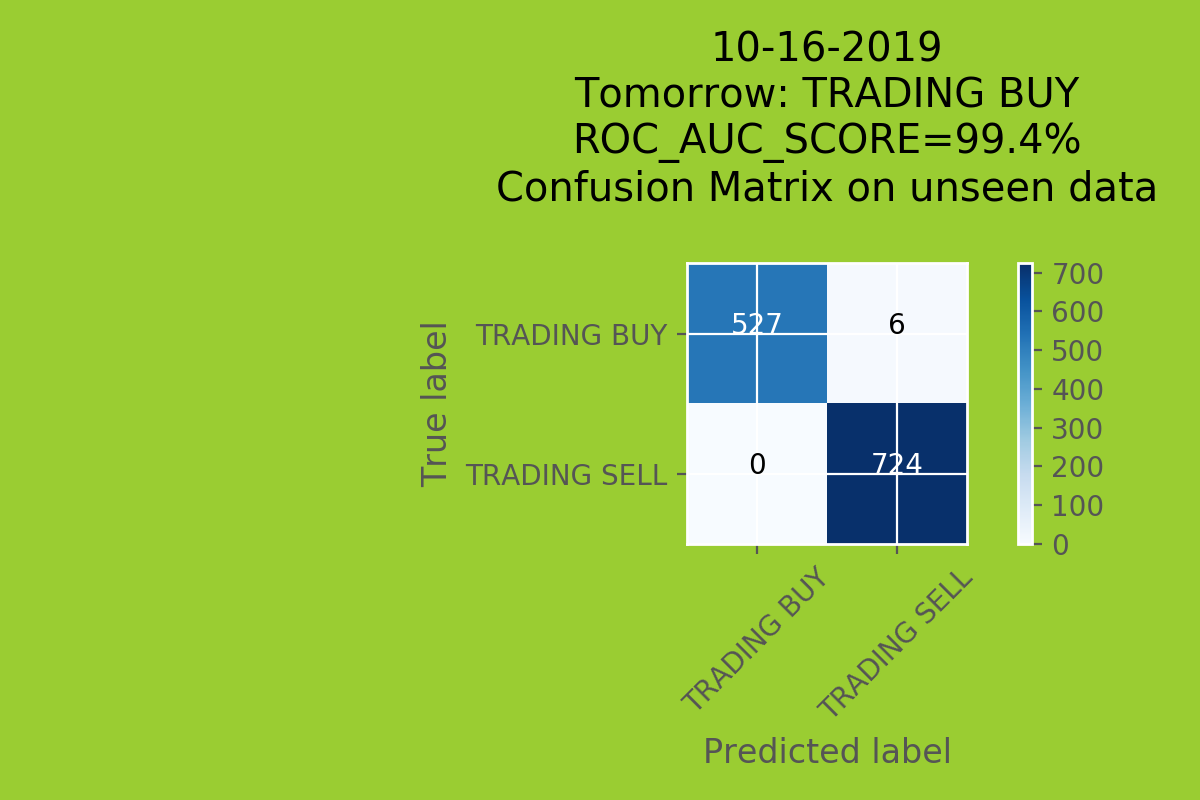 10-16-2019
Tomorrow: TRADING BUY
ROC_AUC_SCORE=99.4%
Confusion Matrix on unseen data
True label
TRADING BUY
527
6
TRADING SELL
0
724
700
600
500
400
300
200
100
0
TRADING BUY
TRADING SELL
Predicted label